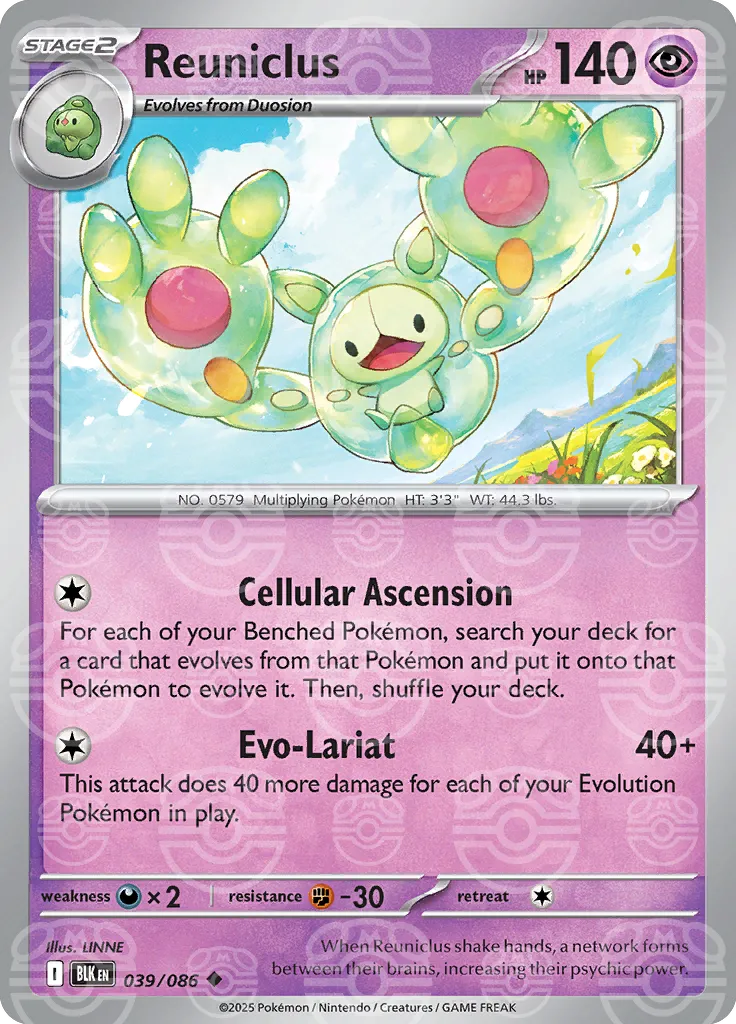 STAGE2
Reuniclus
HP 140
Evolves from Duosion
NO. 0579 Multiplying Pokémon HT: 3'3" WT: 44.3 lbs.
Cellular Ascension
For each of your Benched Pokémon, search your deck for
a card that evolves from that Pokémon and put it onto that
Pokémon to evolve it. Then, shuffle your deck.
Evo-Lariat 40+
This attack does 40 more damage for each of your Evolution
Pokémon in play.
weakness ×2 resistance -30 retreat
Illus. LINNE
When Reuniclus shake hands, a network forms
between their brains, increasing their psychic power.
I BLK EN 039/086
©2025 Pokémon / Nintendo / Creatures / GAME FREAK